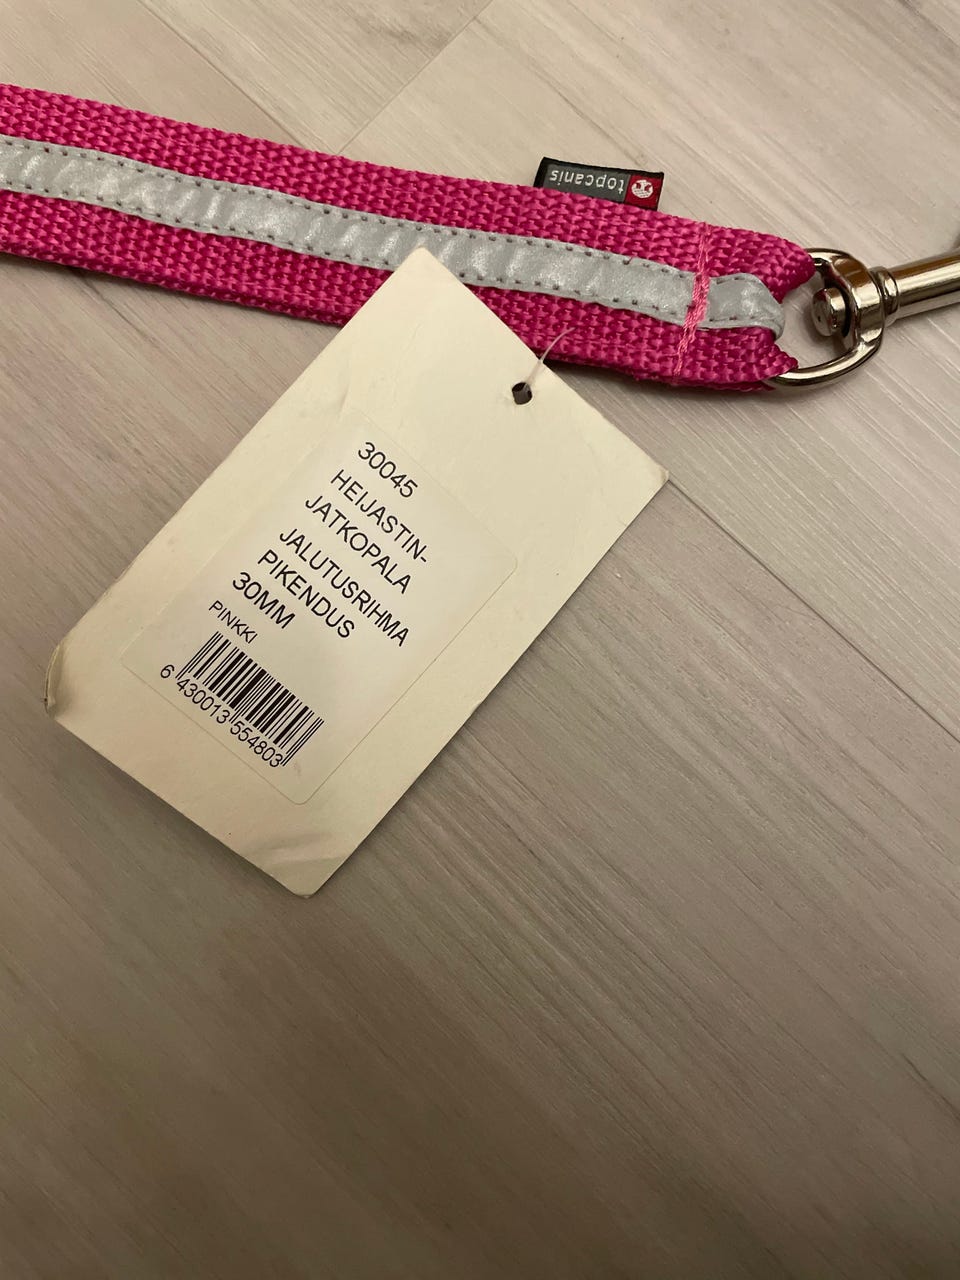 topcanis
30045
HEIJASTIN-
JATKOPALA
JALUTUSRIHMA
PIKENDUS
30MM
PINKKI
6 430013 554803